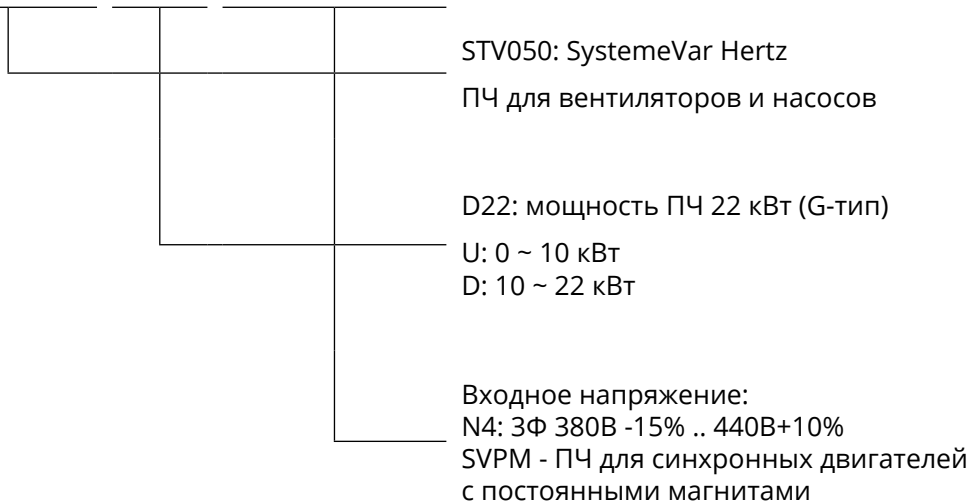 STV050: SystemeVar Hertz
ПЧ для вентиляторов и насосов
D22: мощность ПЧ 22 кВт (G-тип)
U: 0 ~ 10 кВт
D: 10 ~ 22 кВт
Входное напряжение:
N4: 3Ф 380В -15% .. 440В+10%
SVPM - ПЧ для синхронных двигателей
с постоянными магнитами